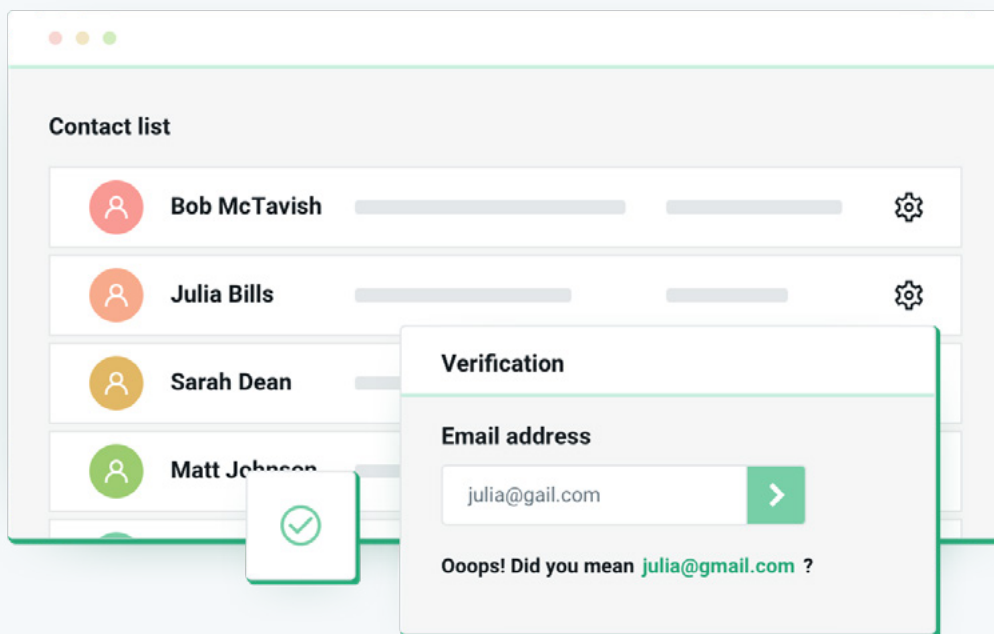 Contact list
Bob McTavish
Julia Bills
Sarah Dean
Matt Johnson
Verification
Email address
julia@gail.com
Ooops! Did you mean julia@gmail.com ?